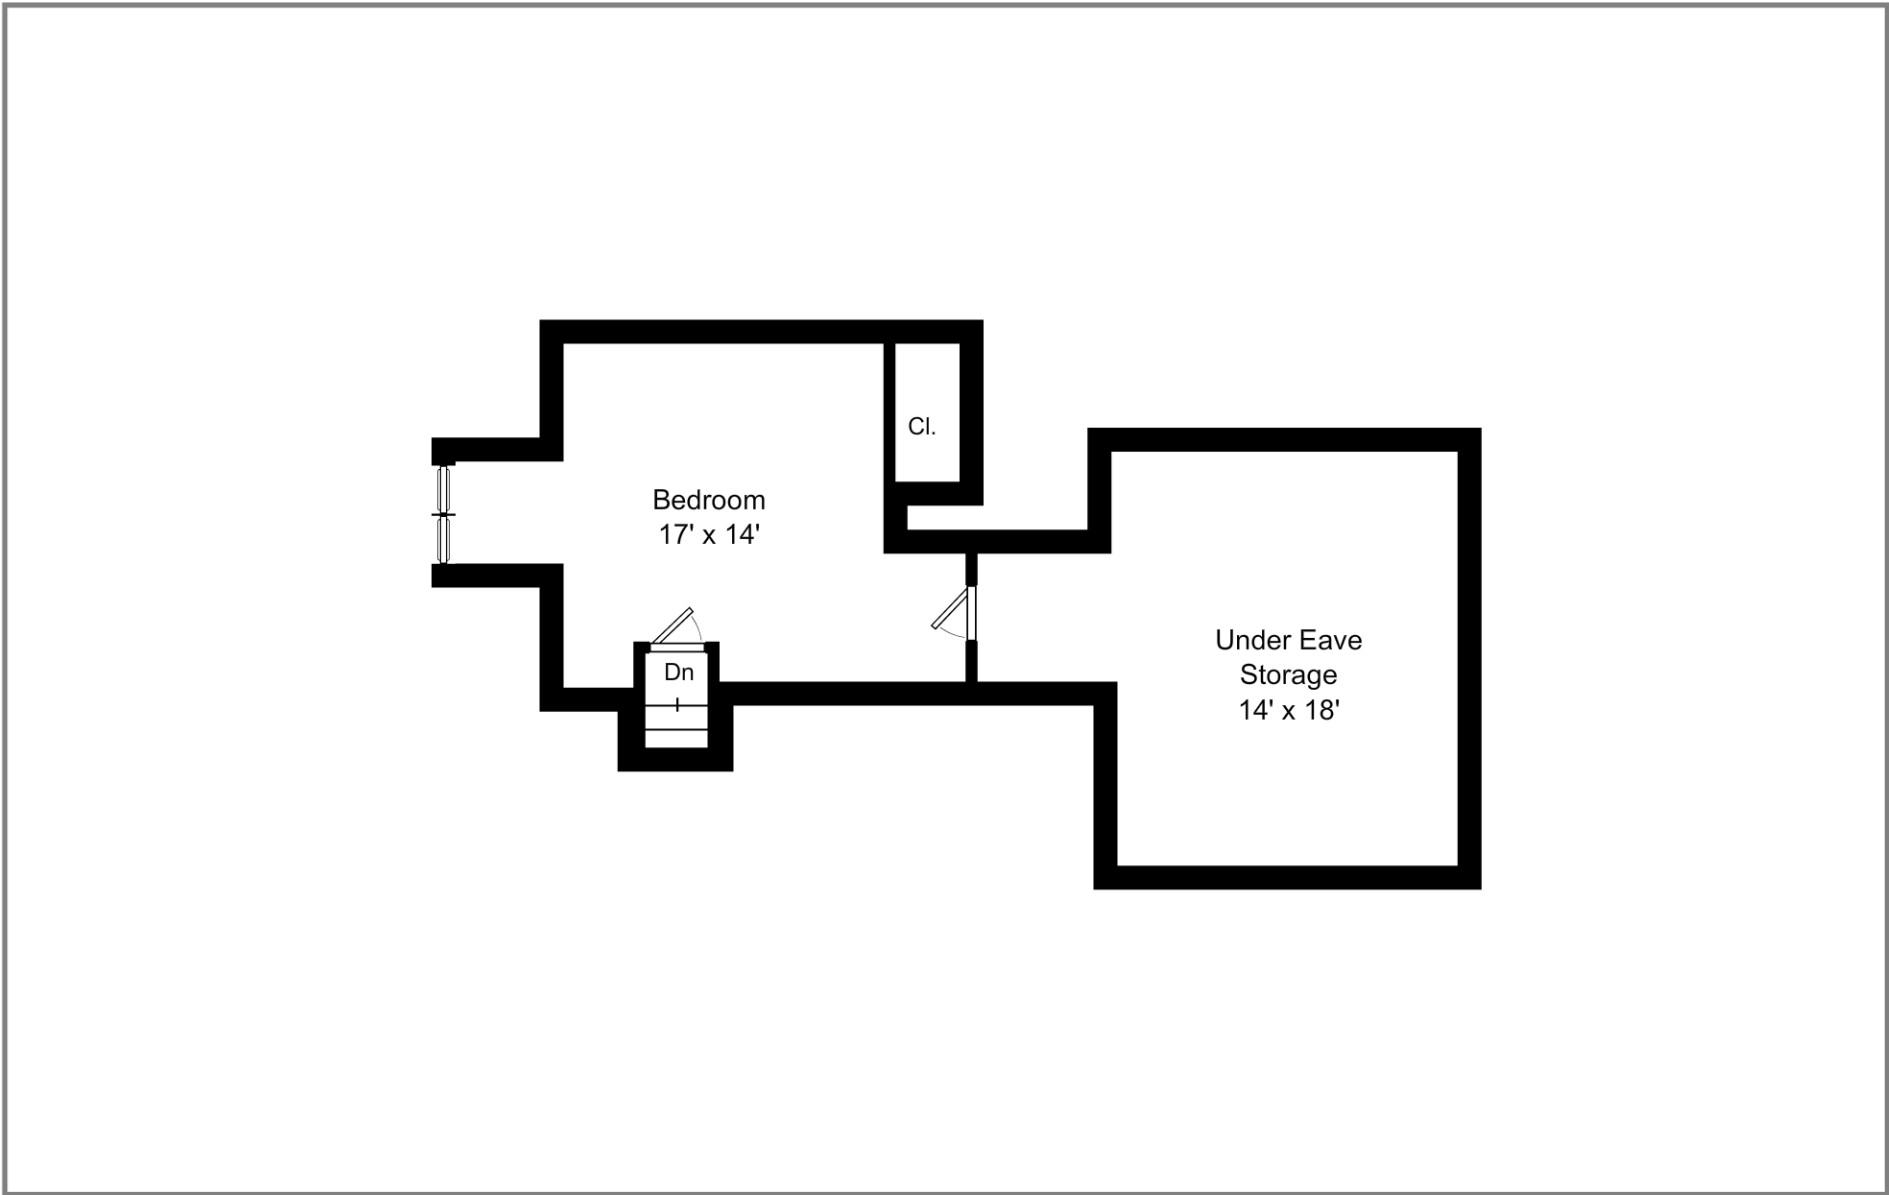 Cl.
Bedroom
17' x 14'
Dn
Under Eave
Storage
14' x 18'